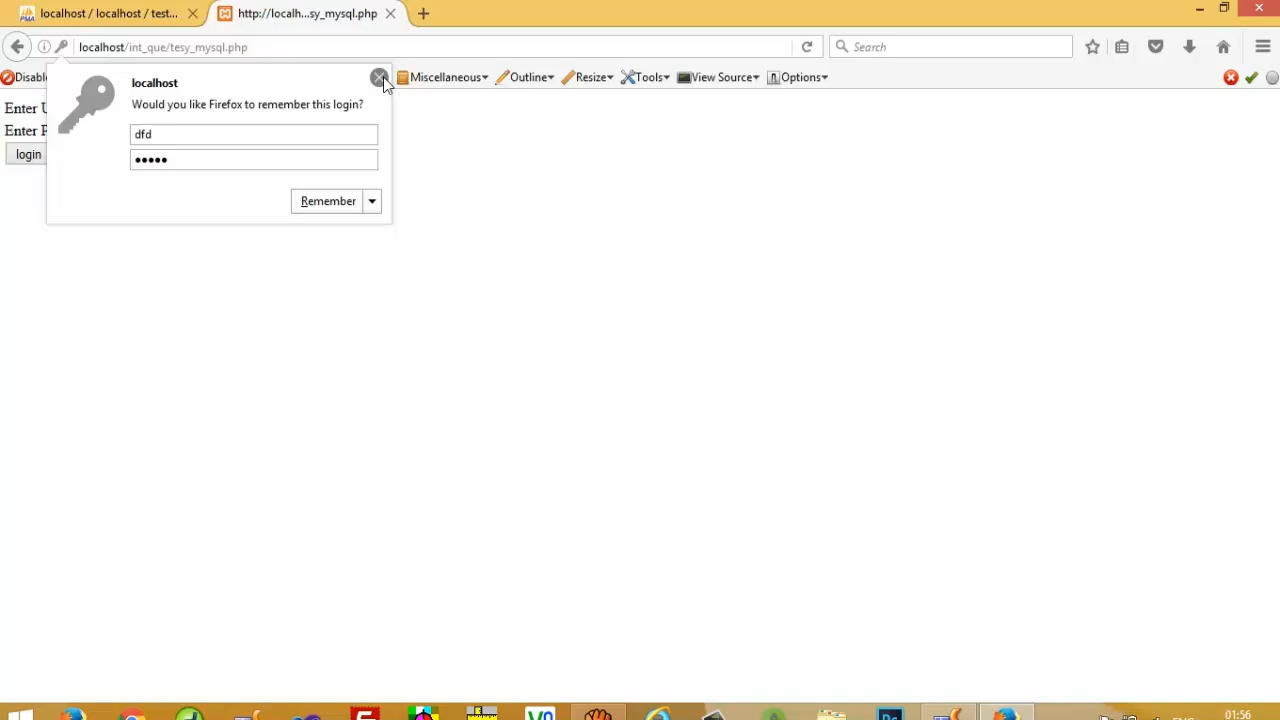 localhost / localhost / test...
http://localh...sy_mysql.php
localhost/int_que/tesy_mysql.php
Search
Disable
Miscellaneous
Outline
Resize
Tools
View Source
Options
localhost
Would you like Firefox to remember this login?
dfd
Remember
Enter U
Enter P
login
01:56